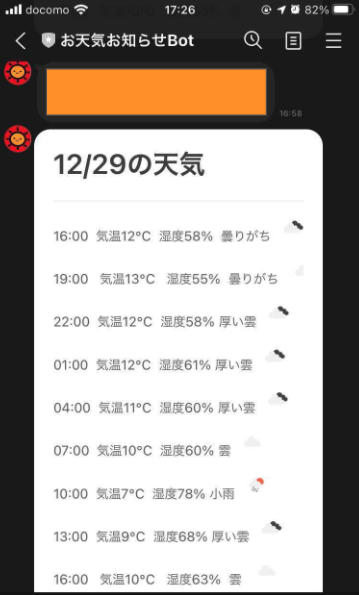 docomo 17:26 82%
お天気お知らせBot
16:58
12/29の天気
16:00 気温12°C 湿度58% 曇りがち
19:00 気温13°C 湿度55% 曇りがち
22:00 気温12°C 湿度58% 厚い雲
01:00 気温12°C 湿度61% 厚い雲
04:00 気温11°C 湿度60% 厚い雲
07:00 気温10°C 湿度60% 雲
10:00 気温7°C 湿度78% 小雨
13:00 気温9°C 湿度68% 厚い雲
16:00 気温10°C 湿度63% 雲